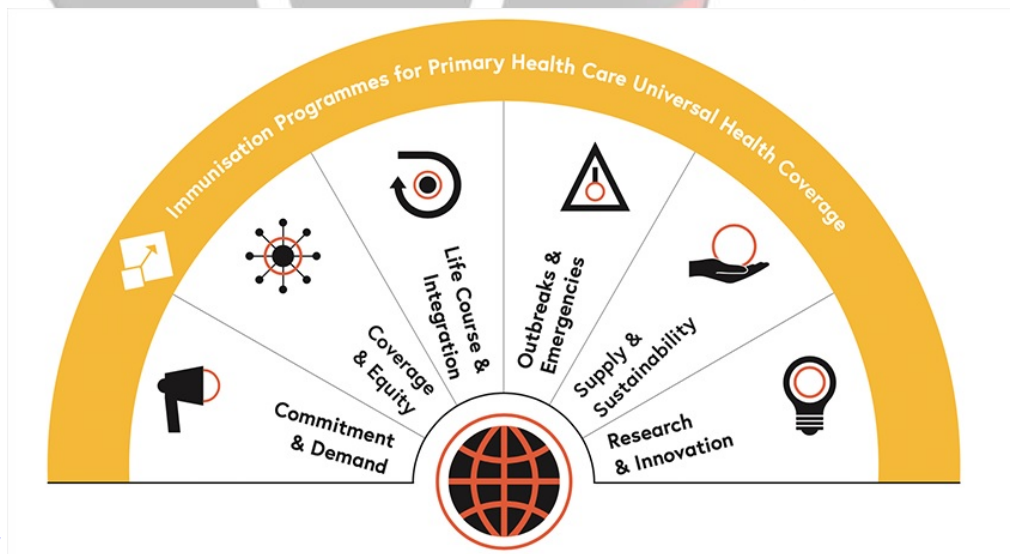 Immunisation Programmes for Primary Health Care Universal Health Coverage
Commitment
& Demand
Coverage
& Equity
Life Course &
Integration
Outbreaks &
Emergencies
Supply &
Sustainability
Research
& Innovation